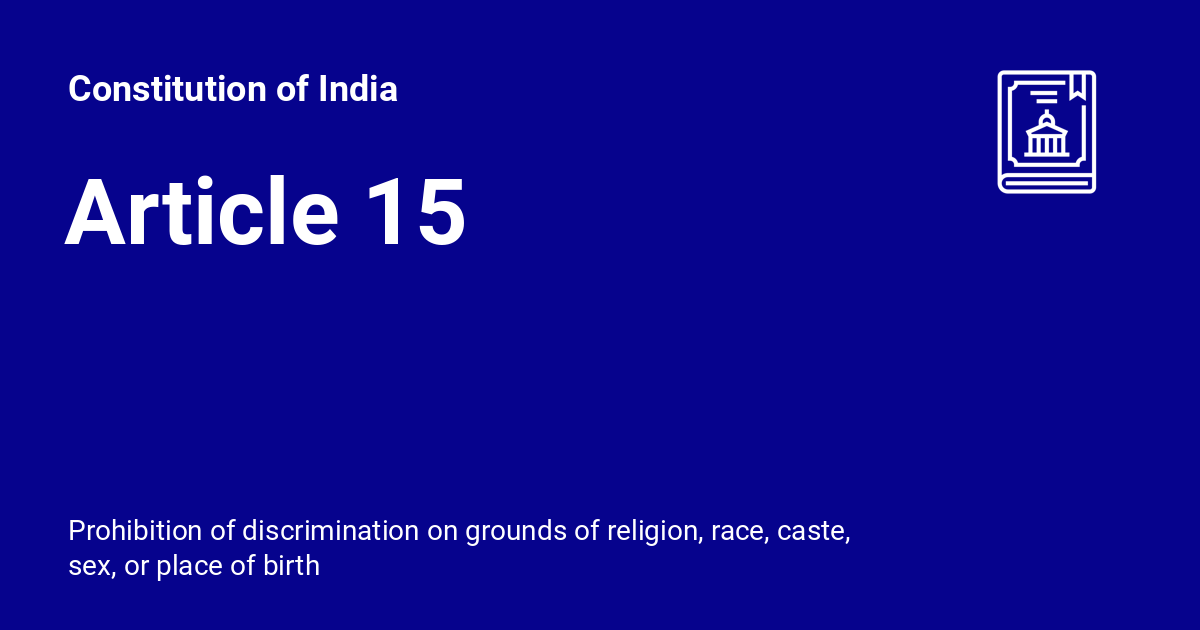 Constitution of India
Article 15
Prohibition of discrimination on grounds of religion, race, caste,
sex, or place of birth